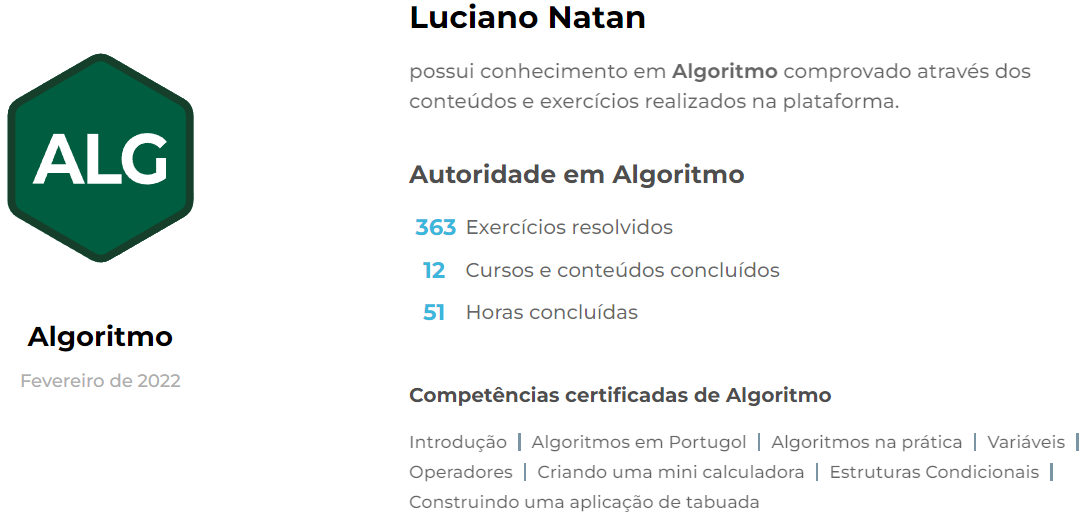 ALG
Algoritmo
Fevereiro de 2022
Luciano Natan
possui conhecimento em Algoritmo comprovado através dos
conteúdos e exercícios realizados na plataforma.
Autoridade em Algoritmo
363 Exercícios resolvidos
12 Cursos e conteúdos concluídos
51 Horas concluídas
Competências certificadas de Algoritmo
Introdução | Algoritmos em Portugol | Algoritmos na prática | Variáveis |
Operadores | Criando uma mini calculadora | Estruturas Condicionais |
Construindo uma aplicação de tabuada